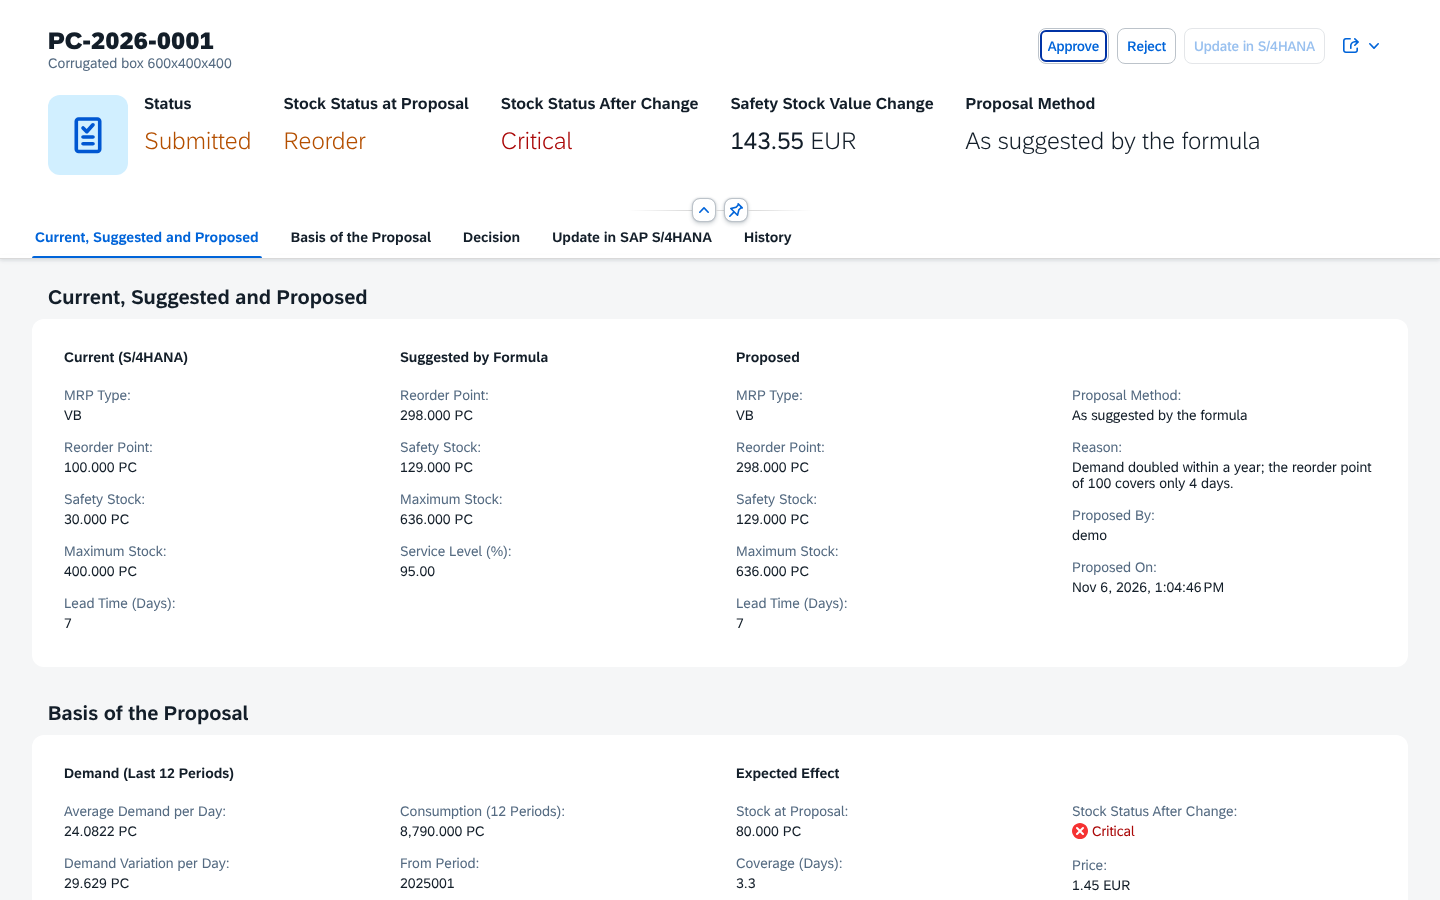 PC-2026-0001
Corrugated box 600x400x400
Approve
Reject
Update in S/4HANA
Status
Submitted
Stock Status at Proposal
Reorder
Stock Status After Change
Critical
Safety Stock Value Change
143.55 EUR
Proposal Method
As suggested by the formula
Current, Suggested and Proposed
Basis of the Proposal
Decision
Update in SAP S/4HANA
History
Current, Suggested and Proposed
Current (S/4HANA)
MRP Type:
VB
Reorder Point:
100.000 PC
Safety Stock:
30.000 PC
Maximum Stock:
400.000 PC
Lead Time (Days):
7
Suggested by Formula
Reorder Point:
298.000 PC
Safety Stock:
129.000 PC
Maximum Stock:
636.000 PC
Service Level (%):
95.00
Proposed
MRP Type:
VB
Reorder Point:
298.000 PC
Safety Stock:
129.000 PC
Maximum Stock:
636.000 PC
Lead Time (Days):
7
Proposal Method:
As suggested by the formula
Reason:
Demand doubled within a year; the reorder point
of 100 covers only 4 days.
Proposed By:
demo
Proposed On:
Nov 6, 2026, 1:04:46 PM
Basis of the Proposal
Demand (Last 12 Periods)
Average Demand per Day:
24.0822 PC
Demand Variation per Day:
29.629 PC
Consumption (12 Periods):
8,790.000 PC
From Period:
2025001
Expected Effect
Stock at Proposal:
80.000 PC
Coverage (Days):
3.3
Stock Status After Change:
Critical
Price:
1.45 EUR